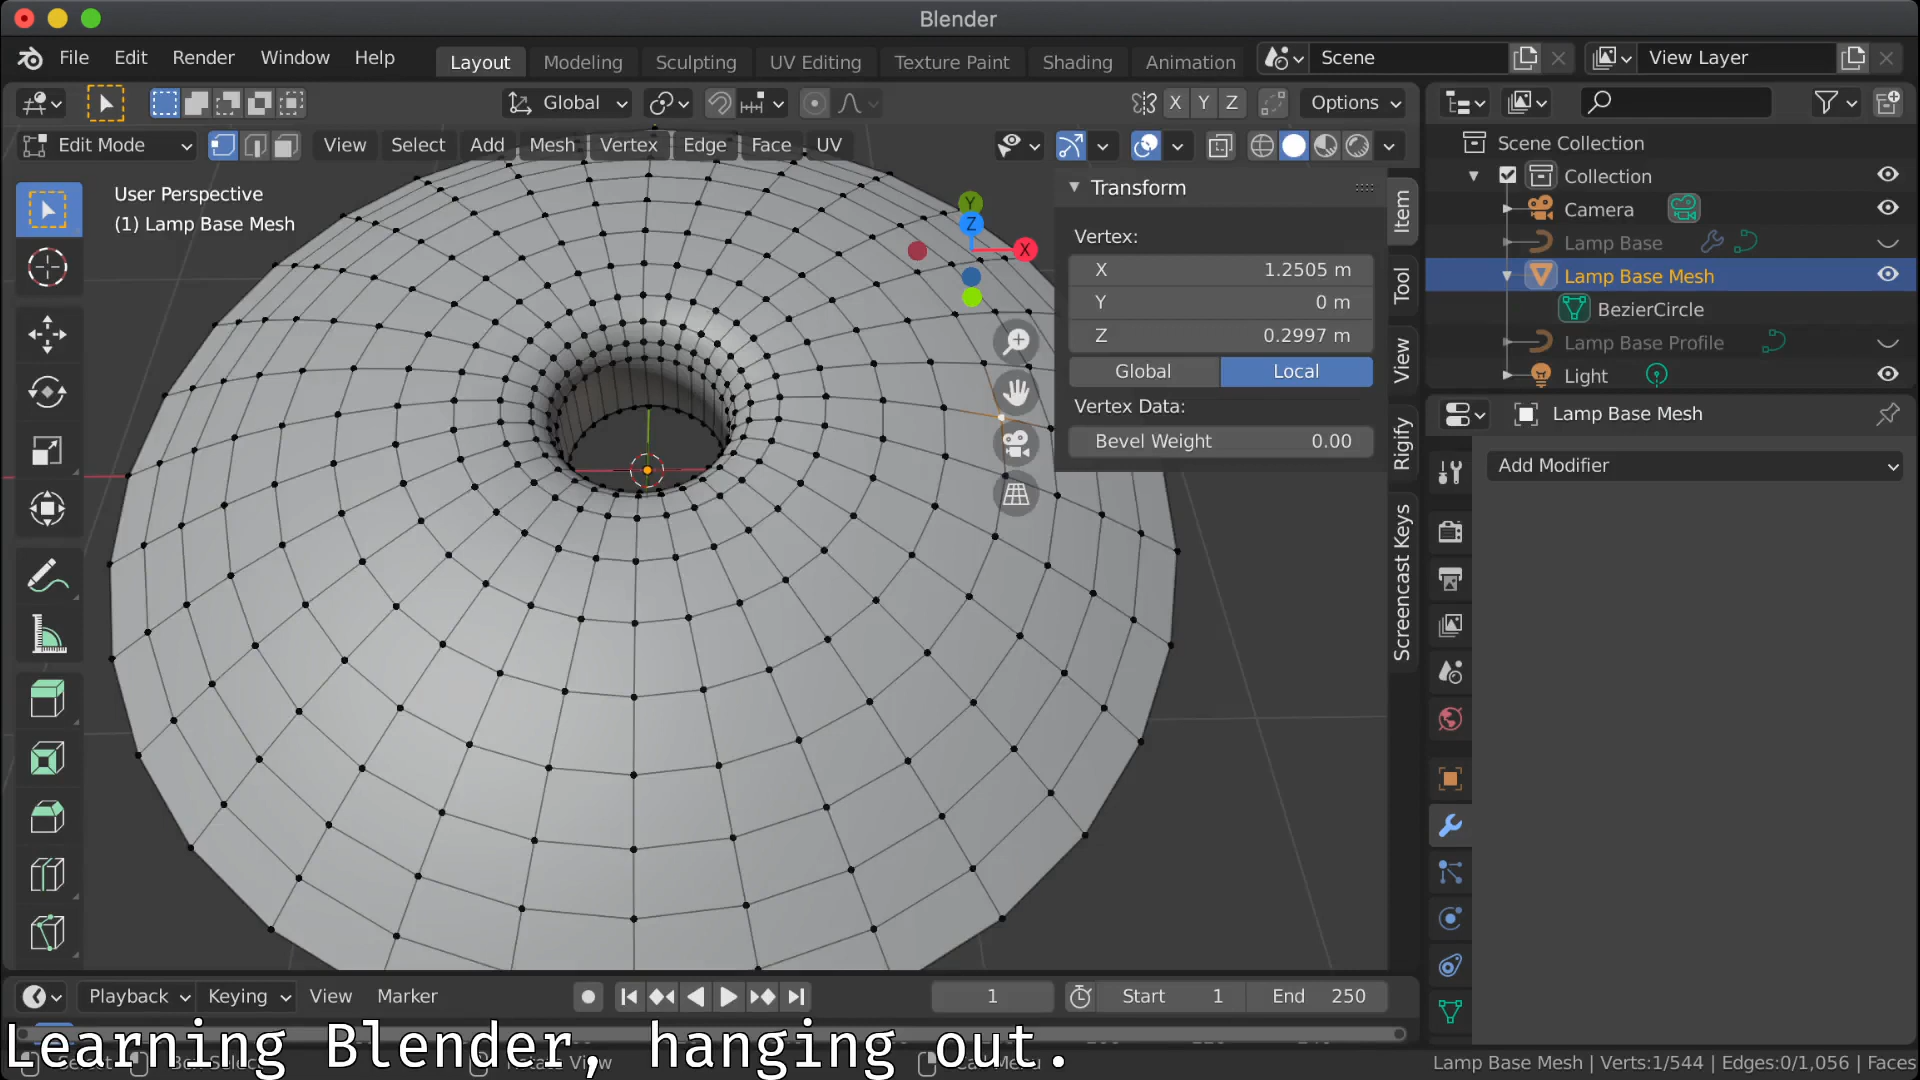 Blender
File Edit Render Window Help
Layout Modeling Sculpting UV Editing Texture Paint Shading Animation
Scene
View Layer
Global
X Y Z
Options
Edit Mode
View Select Add Mesh Vertex Edge Face UV
User Perspective
(1) Lamp Base Mesh
Y
Z
X
Transform
Vertex:
X 1.2505 m
Y 0 m
Z 0.2997 m
Global Local
Vertex Data:
Bevel Weight 0.00
Item
Tool
View
Rigify
Screencast Keys
Scene Collection
Collection
Camera
Lamp Base
Lamp Base Mesh
BezierCircle
Lamp Base Profile
Light
Lamp Base Mesh
Add Modifier
Playback Keying View Marker
1
Start 1
End 250
Learning Blender, hanging out.
Lamp Base Mesh | Verts:1/544 | Edges:0/1,056 | Faces